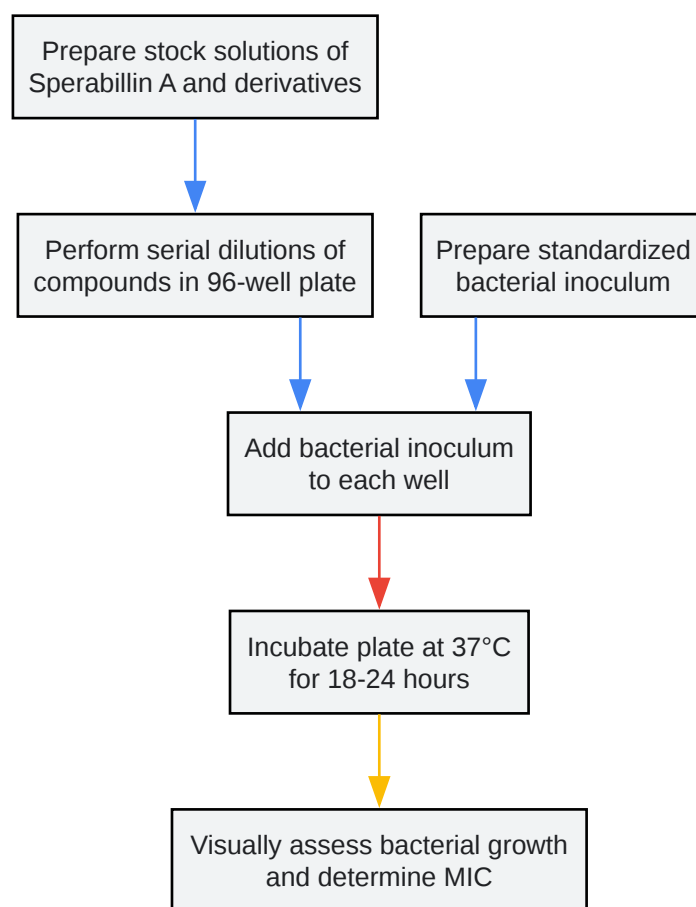 Prepare stock solutions of
Sperabillin A and derivatives
Perform serial dilutions of
compounds in 96-well plate
Prepare standardized
bacterial inoculum
Add bacterial inoculum
to each well
Incubate plate at 37°C
for 18-24 hours
Visually assess bacterial growth
and determine MIC